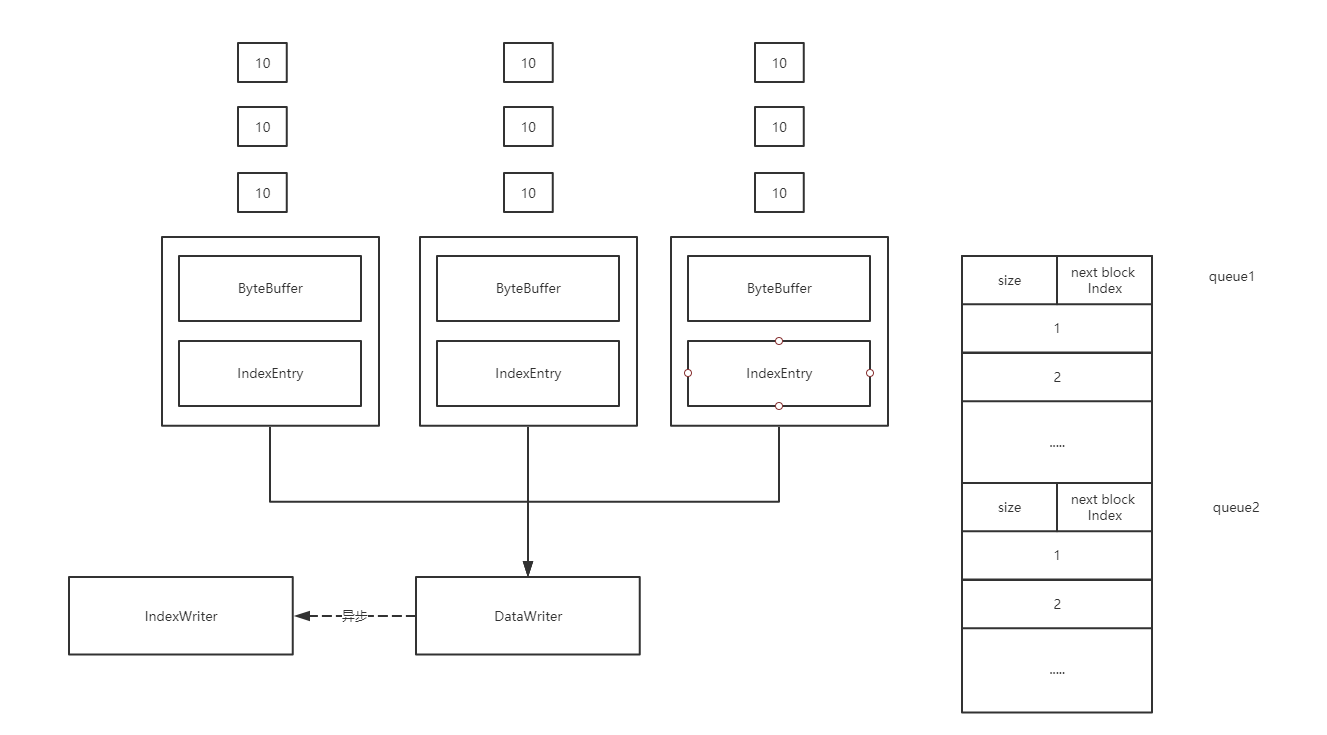 10
10
10
10
10
10
10
10
10
ByteBuffer
ByteBuffer
ByteBuffer
IndexEntry
IndexEntry
IndexEntry
IndexWriter
异步
DataWriter
size
next block
Index
queue1
1
2
.....
size
next block
Index
queue2
1
2
.....